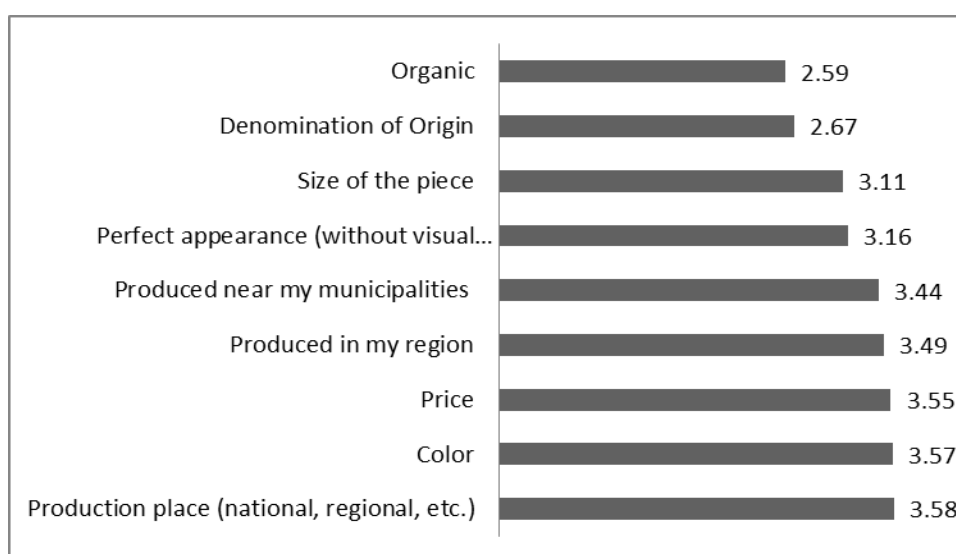 Organic 2.59
Denomination of Origin 2.67
Size of the piece 3.11
Perfect appearance (without visual... 3.16
Produced near my municipalities 3.44
Produced in my region 3.49
Price 3.55
Color 3.57
Production place (national, regional, etc.) 3.58